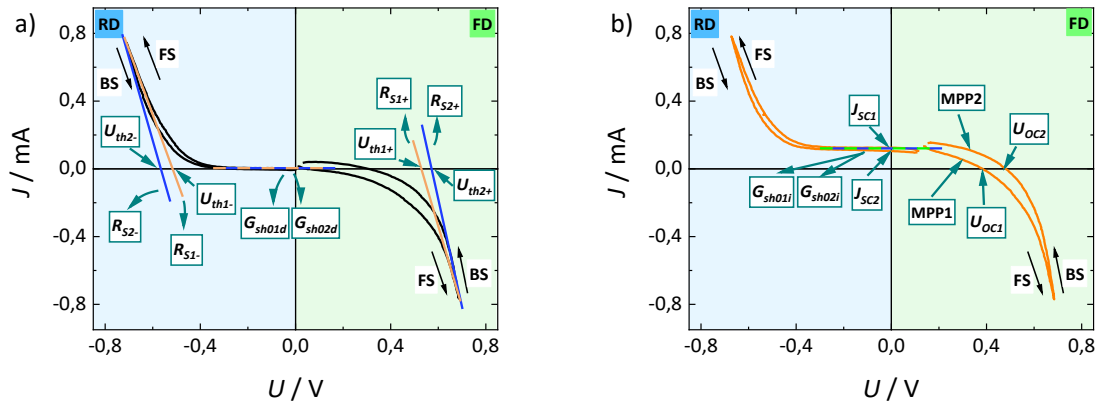 a)
RD
FD
0,8
0,4
0,0
-0,4
-0,8
J / mA
FS
BS
R_S1+
R_S2+
U_th2-
U_th1+
U_th1-
U_th2+
R_S2-
R_S1-
G_sh01d
G_sh02d
FS
BS
-0,8
-0,4
0,0
0,4
0,8
U / V
b)
RD
FD
0,8
0,4
0,0
-0,4
-0,8
J / mA
FS
BS
J_SC1
MPP2
U_OC2
G_sh01i
G_sh02i
J_SC2
MPP1
U_OC1
FS
BS
-0,8
-0,4
0,0
0,4
0,8
U / V